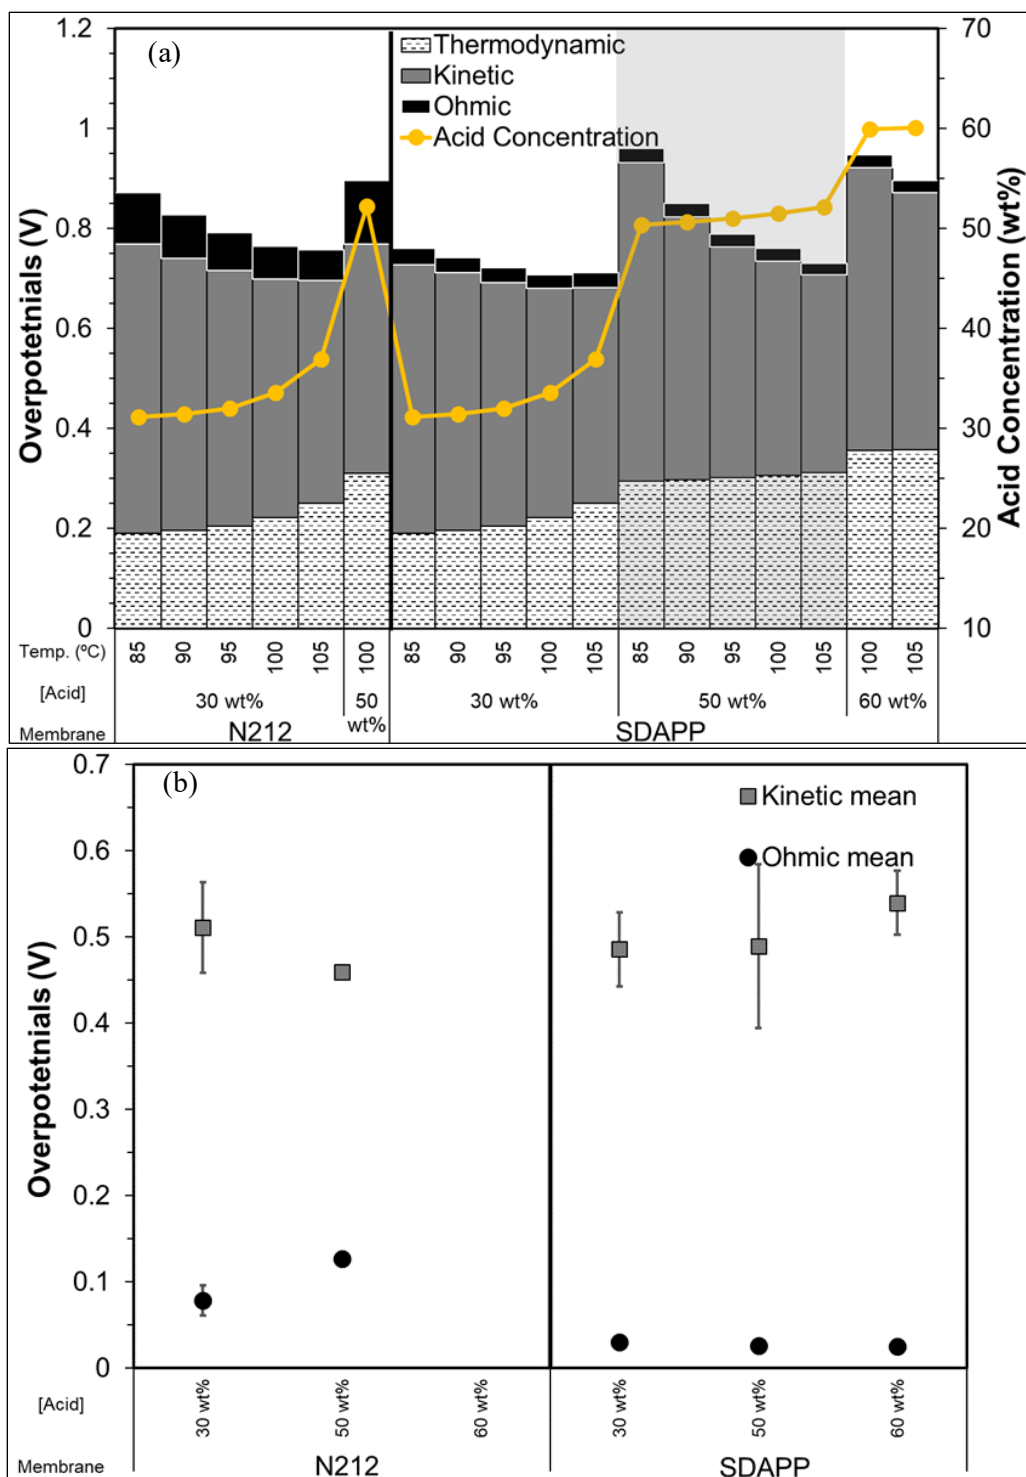 (a)
Thermodynamic
Kinetic
Ohmic
Acid Concentration
Overpotetnials (V)
1.2
1
0.8
0.6
0.4
0.2
0
Acid Concentration (wt%)
70
60
50
40
30
20
10
Temp. (ºC) 85 90 95 100 105 100 85 90 95 100 105 85 90 95 100 105 100 105
[Acid] 30 wt% 50 wt% 30 wt% 50 wt% 60 wt%
Membrane N212 SDAPP
(b)
Kinetic mean
Ohmic mean
Overpotetnials (V)
0.7
0.6
0.5
0.4
0.3
0.2
0.1
0
[Acid] 30 wt% 50 wt% 60 wt% 30 wt% 50 wt% 60 wt%
Membrane N212 SDAPP